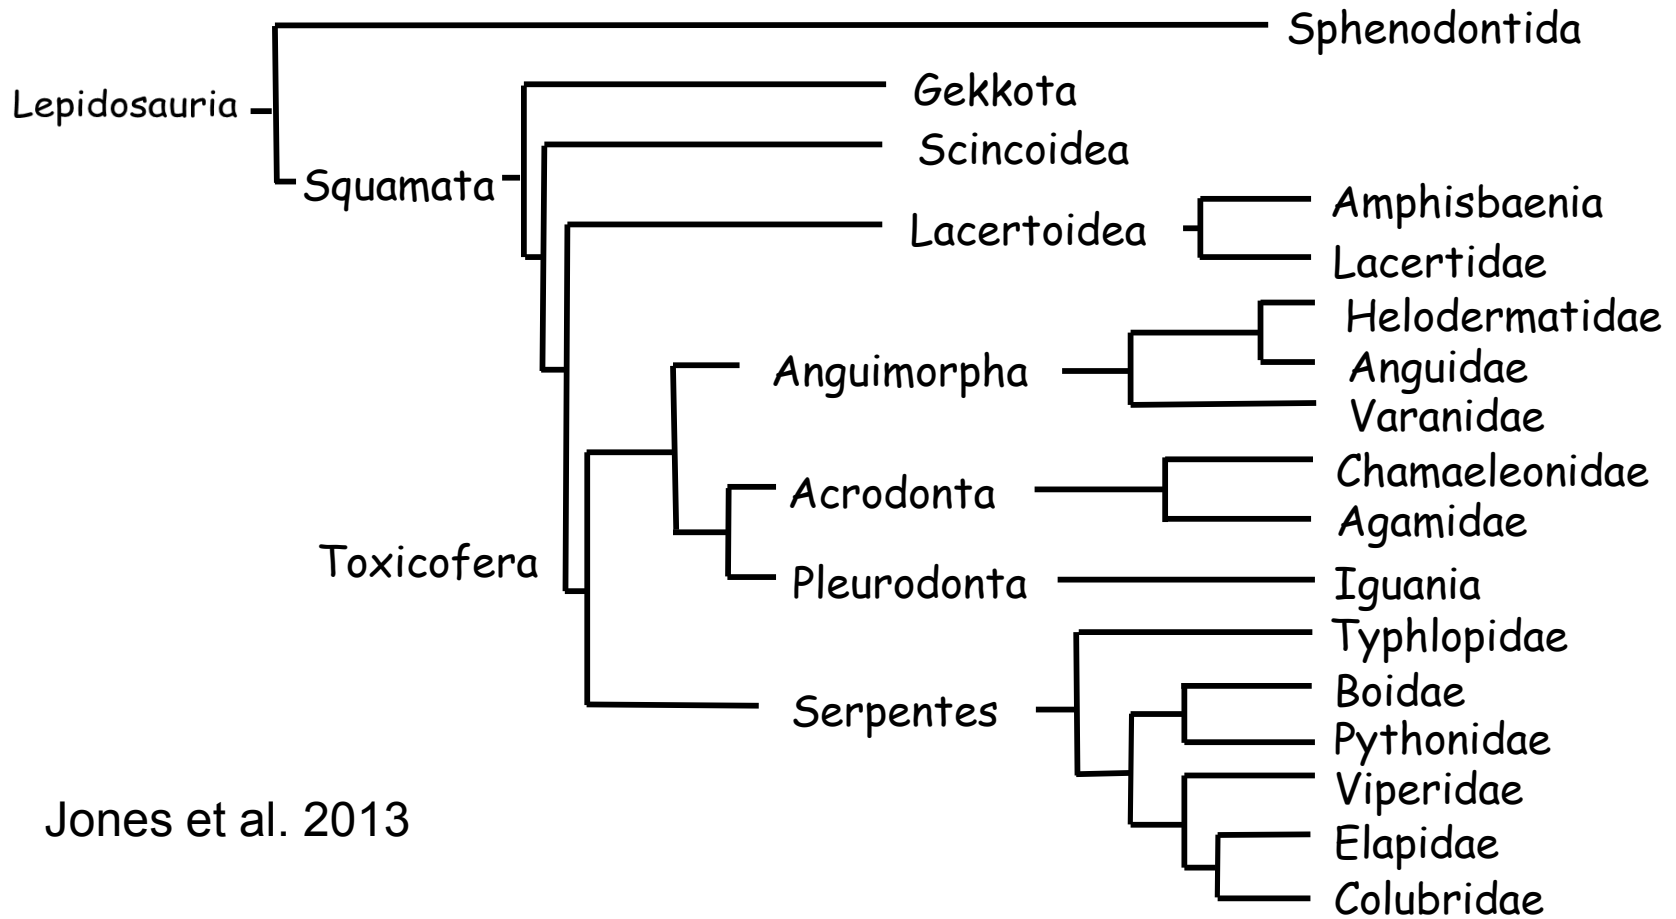 Sphenodontida
Gekkota
Lepidosauria
Scincoidea
Squamata
Amphisbaenia
Lacertoidea
Lacertidae
Helodermatidae
Anguimorpha
Anguidae
Varanidae
Chamaeleonidae
Acrodonta
Agamidae
Toxicofera
Pleurodonta
Iguania
Typhlopidae
Boidae
Serpentes
Pythonidae
Viperidae
Jones et al. 2013
Elapidae
Colubridae